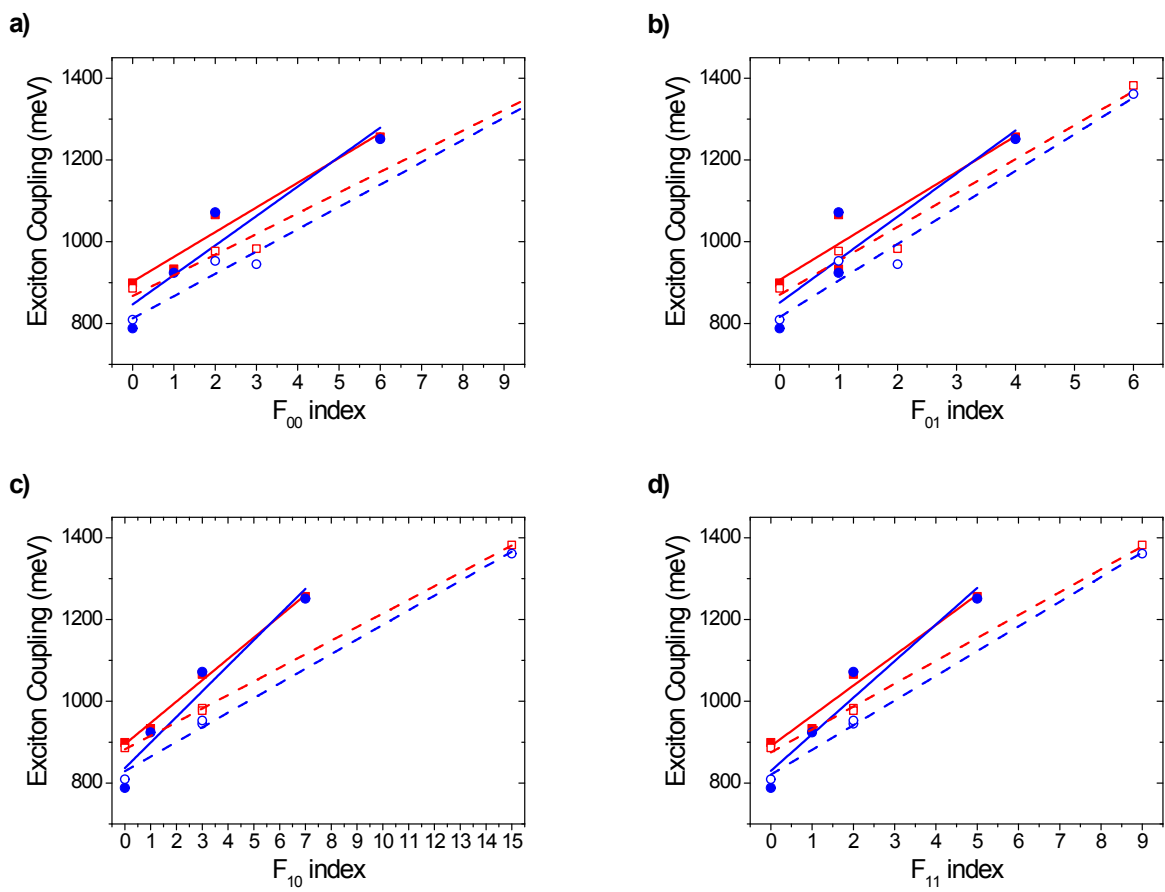 a)
Exciton Coupling (meV)
1400
1200
1000
800
0 1 2 3 4 5 6 7 8 9
F00 index
b)
Exciton Coupling (meV)
1400
1200
1000
800
0 1 2 3 4 5 6
F01 index
c)
Exciton Coupling (meV)
1400
1200
1000
800
0 1 2 3 4 5 6 7 8 9 10 11 12 13 14 15
F10 index
d)
Exciton Coupling (meV)
1400
1200
1000
800
0 1 2 3 4 5 6 7 8 9
F11 index